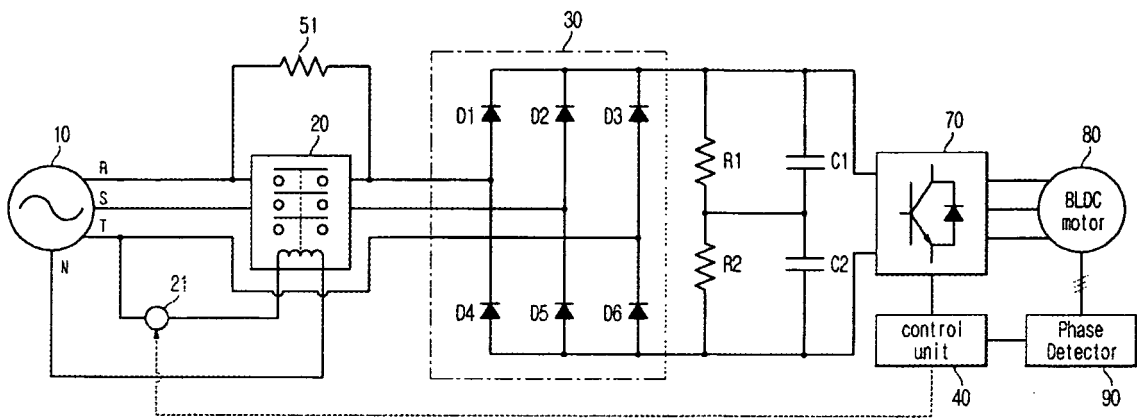 51
30
10
R
S
T
N
20
21
D1
D2
D3
D4
D5
D6
R1
R2
C1
C2
70
80
BLDC
motor
control
unit
40
Phase
Detector
90